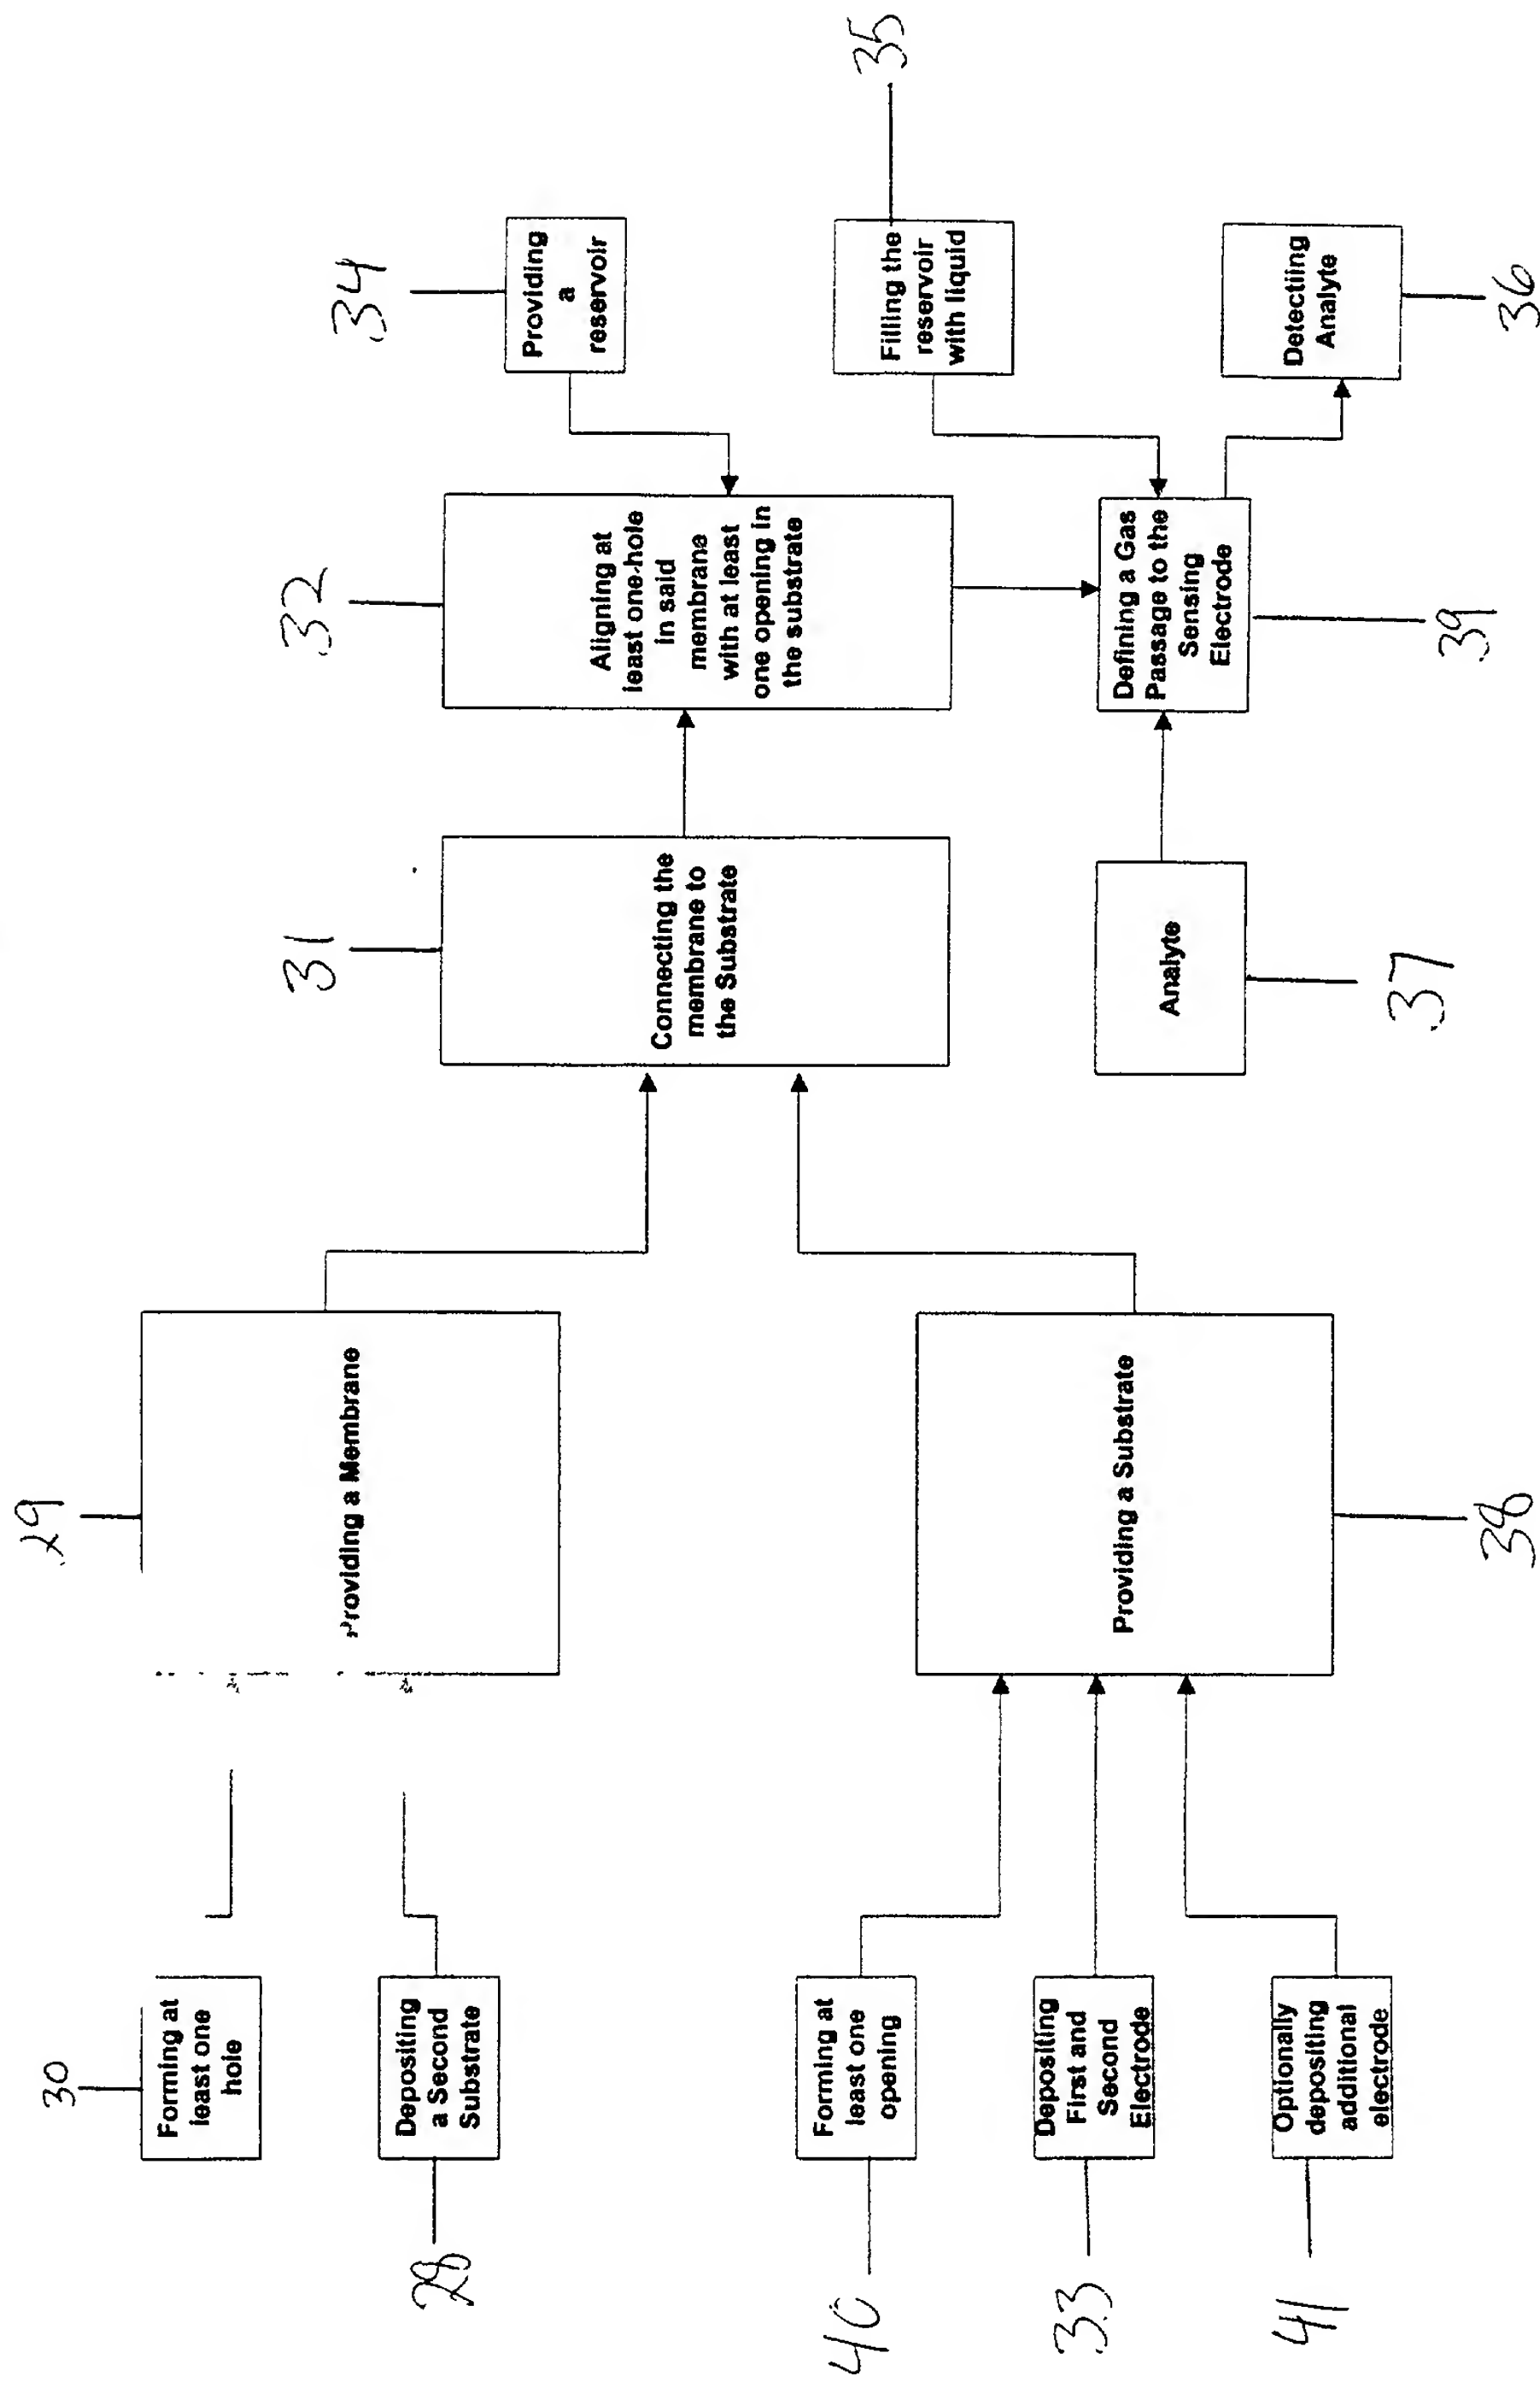 30
Forming at
least one
hole
28
Depositing
a Second
Substrate
40
Forming at
least one
opening
33
Depositing
First and
Second
Electrode
41
Optionally
depositing
additional
electrode
29
Providing a Membrane
Providing a Substrate
38
31
Connecting the
membrane to
the Substrate
Analyte
37
32
Aligning at
least one-hole
in said
membrane
with at least
one opening in
the substrate
Defining a Gas
Passage to the
Sensing
Electrode
39
34
Providing
a
reservoir
35
Filling the
reservoir
with liquid
Detectiing
Analyte
36